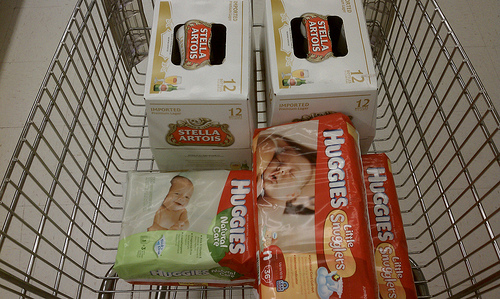 STELLA
ARTOIS
12
IMPORTED
12
STELLA
ARTOIS
STELLA
ARTOIS
12
IMPORTED
12
HUGGIES
Natural
Care
HUGGIES
HUGGIES
Little
Snugglers
HUGGIES
Little
Snugglers